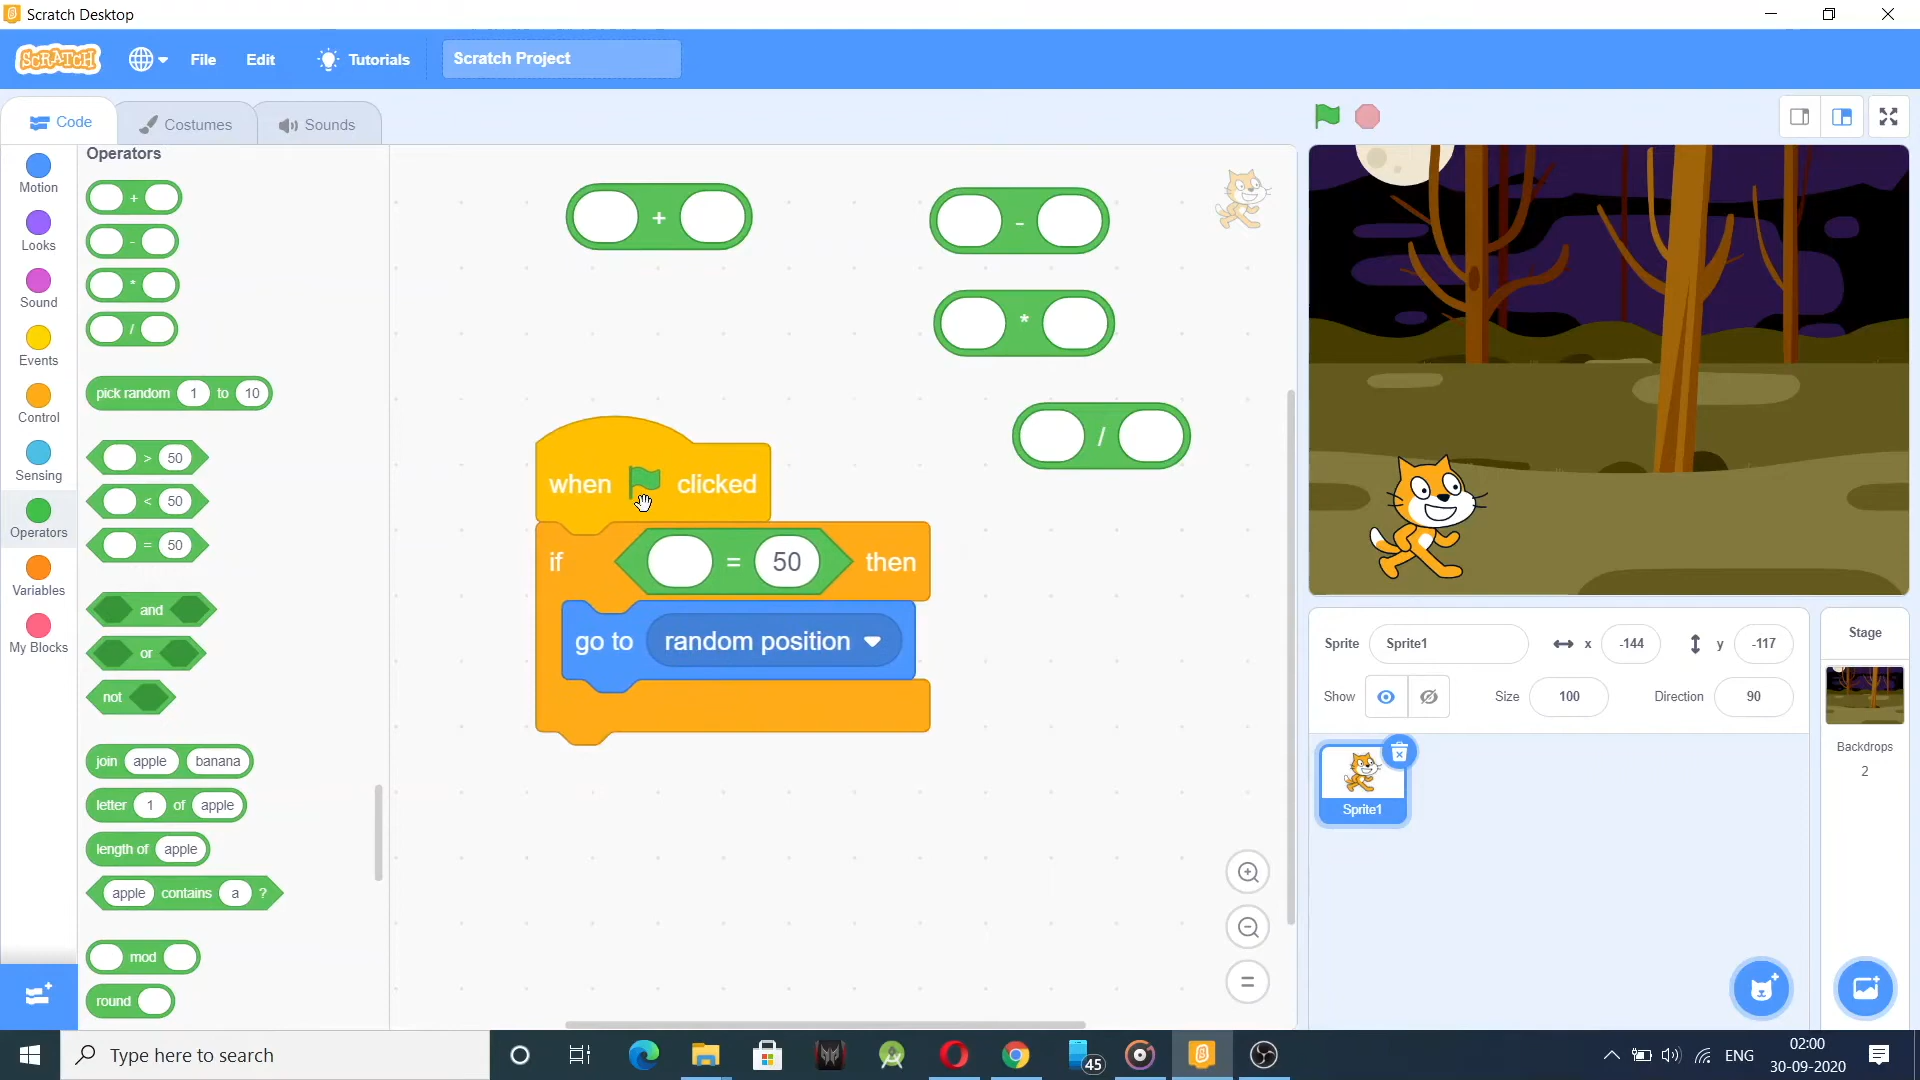 Scratch Desktop
SCRATCH
File
Edit
Tutorials
Scratch Project
Code
Costumes
Sounds
Motion
Looks
Sound
Events
Control
Sensing
Operators
Variables
My Blocks
Operators
+
-
*
/
pick random 1 to 10
> 50
< 50
= 50
and
or
not
join apple banana
letter 1 of apple
length of apple
apple contains a ?
mod
round
+
-
*
/
when clicked
if = 50 then
go to random position
Sprite Sprite1 x -144 y -117
Show Size 100 Direction 90
Sprite1
Stage
Backdrops
2
Type here to search
45
ENG
02:00
30-09-2020